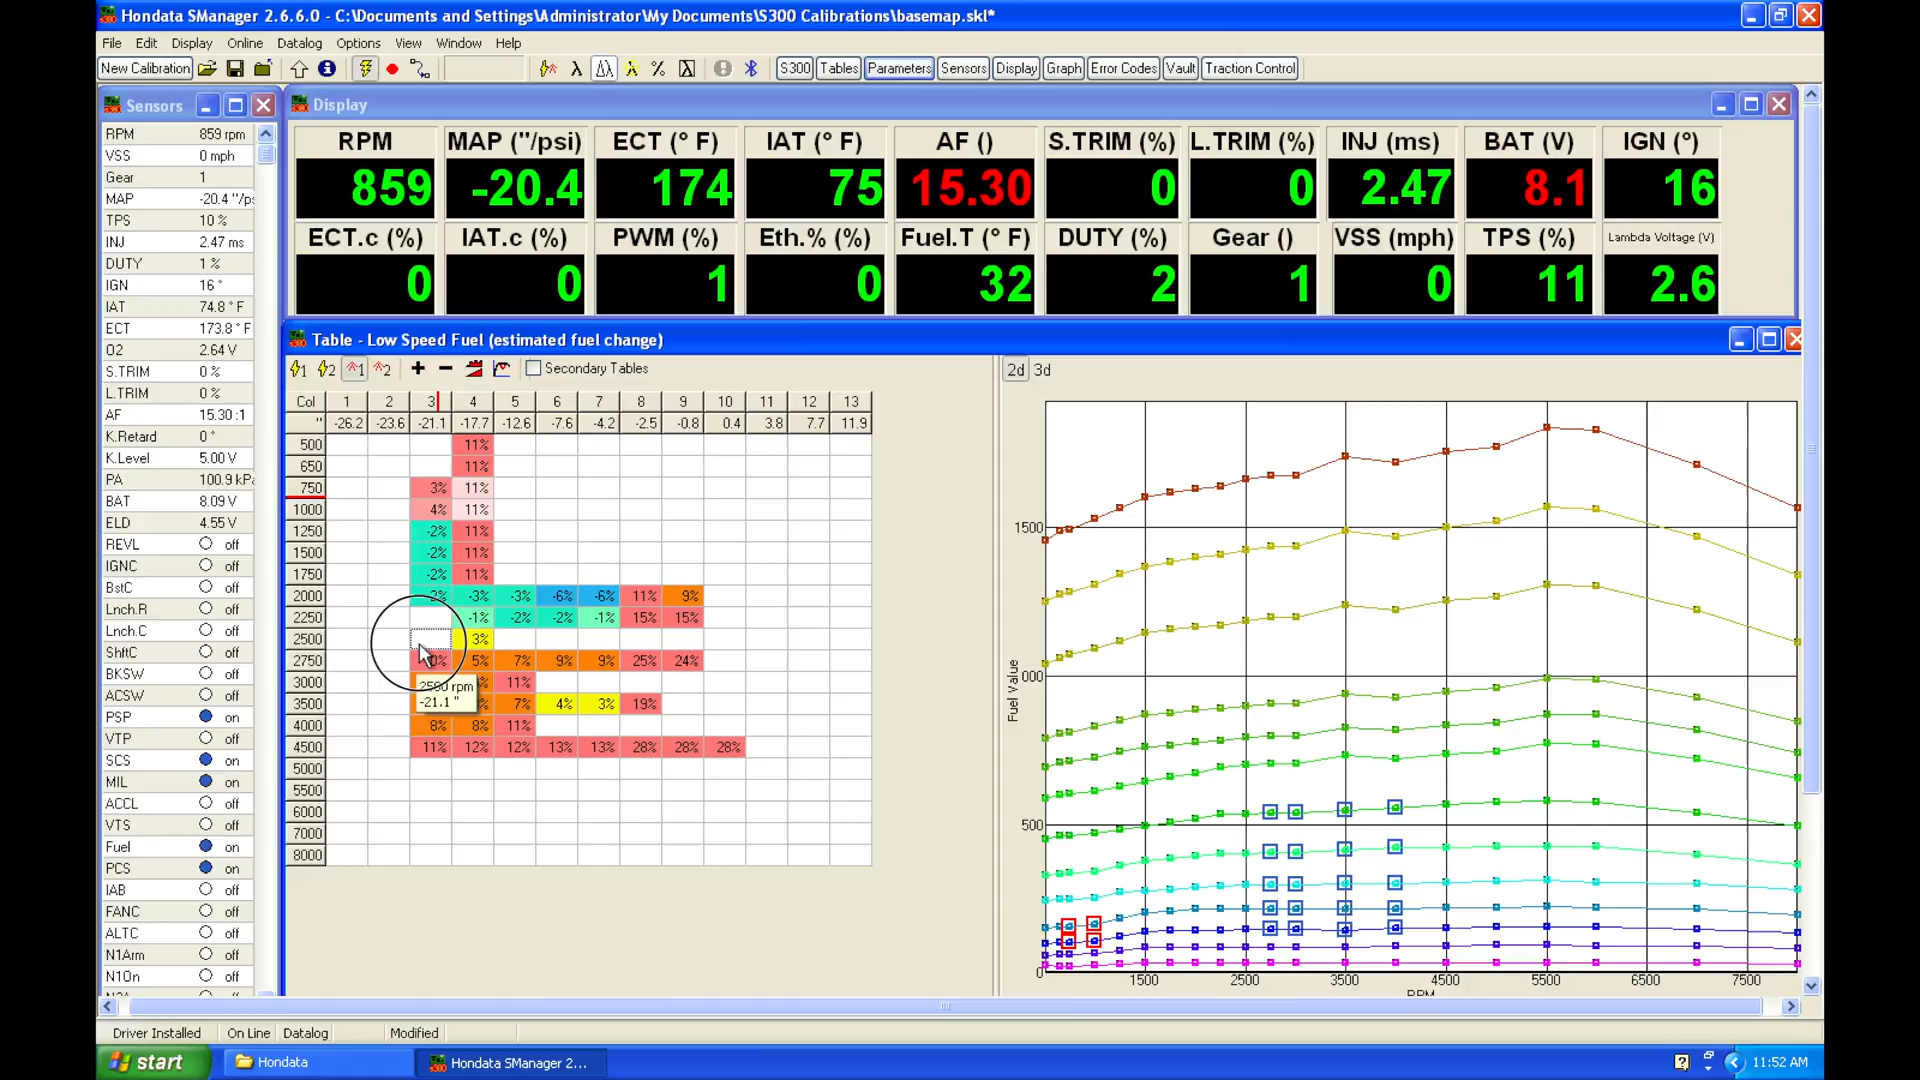 Hondata SManager 2.6.6.0 - C:\Documents and Settings\Administrator\My Documents\S300 Calibrations\basemap.skl*
File Edit Display Online Datalog Options View Window Help
New Calibration S300 Tables Parameters Sensors Display Graph Error Codes Vault Traction Control
Sensors
RPM 859 rpm
VSS 0 mph
Gear 1
MAP -20.4 "/ps
TPS 10 %
INJ 2.47 ms
DUTY 1 %
IGN 16 °
IAT 74.8 ° F
ECT 173.8 ° F
O2 2.64 V
S.TRIM 0 %
L.TRIM 0 %
AF 15.30 :1
K.Retard 0 °
K.Level 5.00 V
PA 100.9 kPa
BAT 8.09 V
ELD 4.55 V
REVL off
IGNC off
BstC off
Lnch.R off
Lnch.C off
ShftC off
BKSW off
ACSW off
PSP on
VTP off
SCS on
MIL on
ACCL off
VTS off
Fuel on
PCS on
IAB off
FANC off
ALTC off
N1Arm off
N1On off
Display
RPM MAP ("/psi) ECT (° F) IAT (° F) AF () S.TRIM (%) L.TRIM (%) INJ (ms) BAT (V) IGN (°)
859 -20.4 174 75 15.30 0 0 2.47 8.1 16
ECT.c (%) IAT.c (%) PWM (%) Eth.% (%) Fuel.T (° F) DUTY (%) Gear () VSS (mph) TPS (%) Lambda Voltage (V)
0 0 1 0 32 2 1 0 11 2.6
Table - Low Speed Fuel (estimated fuel change)
1 2 1 2 + - Secondary Tables
Col 1 2 3 4 5 6 7 8 9 10 11 12 13
" -26.2 -23.6 -21.1 -17.7 -12.6 -7.6 -4.2 -2.5 -0.8 0.4 3.8 7.7 11.9
500 11%
650 11%
750 3% 11%
1000 4% 11%
1250 -2% 11%
1500 -2% 11%
1750 -2% 11%
2000 -3% -3% -6% -6% 11% 9%
2250 -1% -2% -2% -1% 15% 15%
2500 3%
2750 5% 7% 9% 9% 25% 24%
3000 11%
3500 7% 4% 3% 19%
4000 8% 8% 11%
4500 11% 12% 12% 13% 13% 28% 28% 28%
5000
5500
6000
7000
8000
rpm
-21.1 "
2d 3d
Fuel Value
1500
000
500
0
1500 2500 3500 4500 5500 6500 7500
RPM
Driver Installed On Line Datalog Modified
start Hondata Hondata SManager 2... 11:52 AM